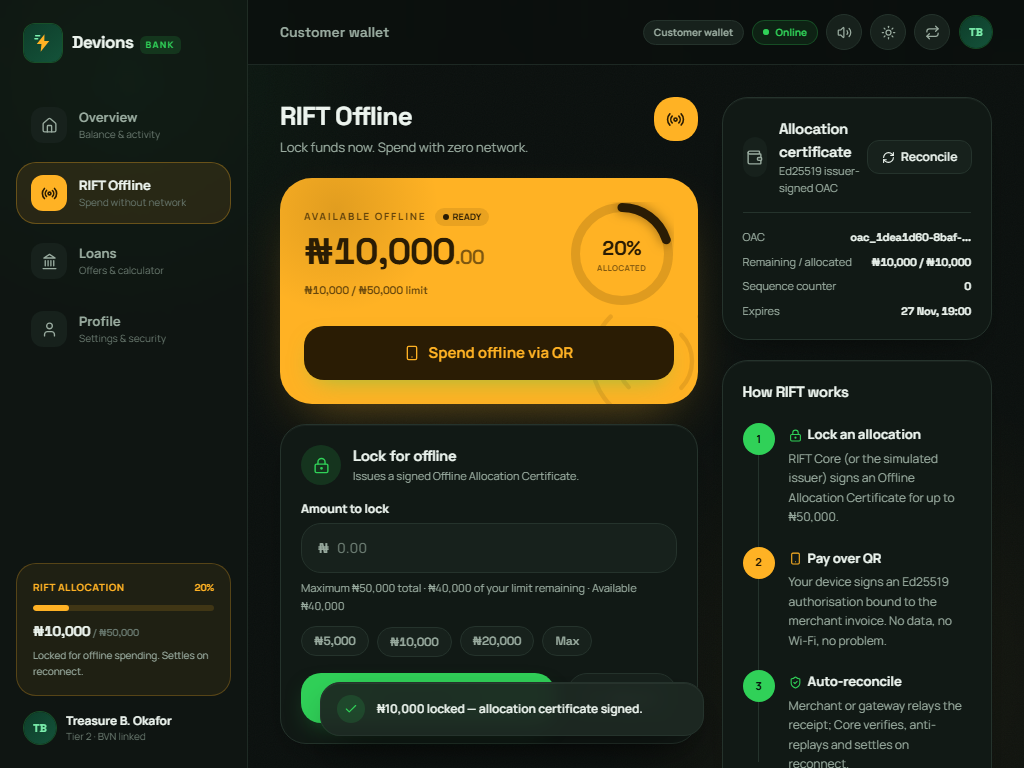 Devions BANK
Overview
Balance & activity
RIFT Offline
Spend without network
Loans
Offers & calculator
Profile
Settings & security
RIFT ALLOCATION 20%
₦10,000 / ₦50,000
Locked for offline spending. Settles on
reconnect.
TB
Treasure B. Okafor
Tier 2 · BVN linked
Customer wallet
Customer wallet
Online
TB
RIFT Offline
Lock funds now. Spend with zero network.
AVAILABLE OFFLINE READY
₦10,000.00
₦10,000 / ₦50,000 limit
20%
ALLOCATED
Spend offline via QR
Lock for offline
Issues a signed Offline Allocation Certificate.
Amount to lock
₦ 0.00
Maximum ₦50,000 total · ₦40,000 of your limit remaining · Available
₦40,000
₦5,000
₦10,000
₦20,000
Max
₦10,000 locked — allocation certificate signed.
Allocation
certificate
Ed25519 issuer-
signed OAC
Reconcile
OAC oac_1dea1d60-8baf-...
Remaining / allocated ₦10,000 / ₦10,000
Sequence counter 0
Expires 27 Nov, 19:00
How RIFT works
1 Lock an allocation
RIFT Core (or the simulated
issuer) signs an Offline
Allocation Certificate for up to
₦50,000.
2 Pay over QR
Your device signs an Ed25519
authorisation bound to the
merchant invoice. No data, no
Wi-Fi, no problem.
3 Auto-reconcile
Merchant or gateway relays the
receipt; Core verifies, anti-
replays and settles on
reconnect.